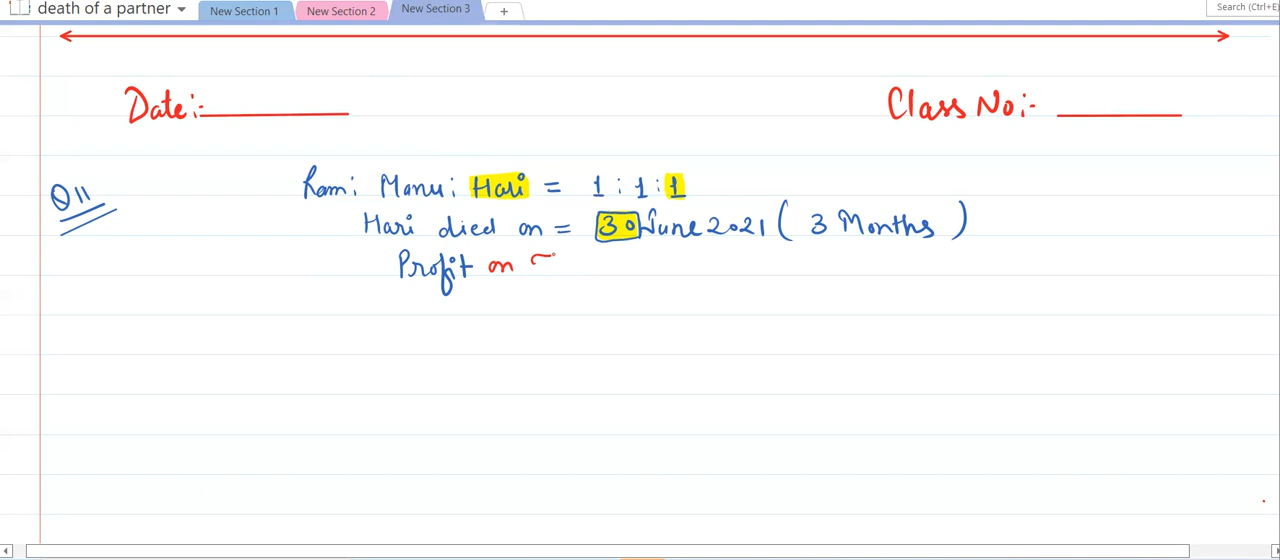 death of a partner
New Section 1
New Section 2
New Section 3
+
Search (Ctrl+E)
Date:-
Class No:-
Q11
Ram: Manu: Hari = 1 : 1 : 1
Hari died on = 30 June 2021 ( 3 Months )
Profit on